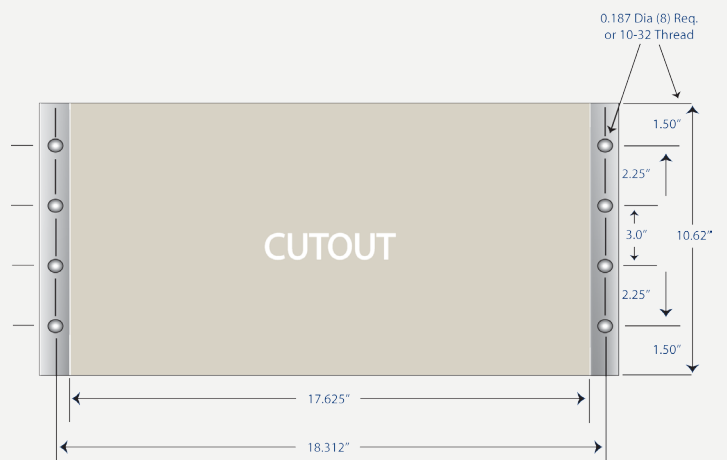 0.187 Dia (8) Req.
or 10-32 Thread
1.50”
2.25”
CUTOUT
3.0”
10.62”
2.25”
1.50”
17.625”
18.312”